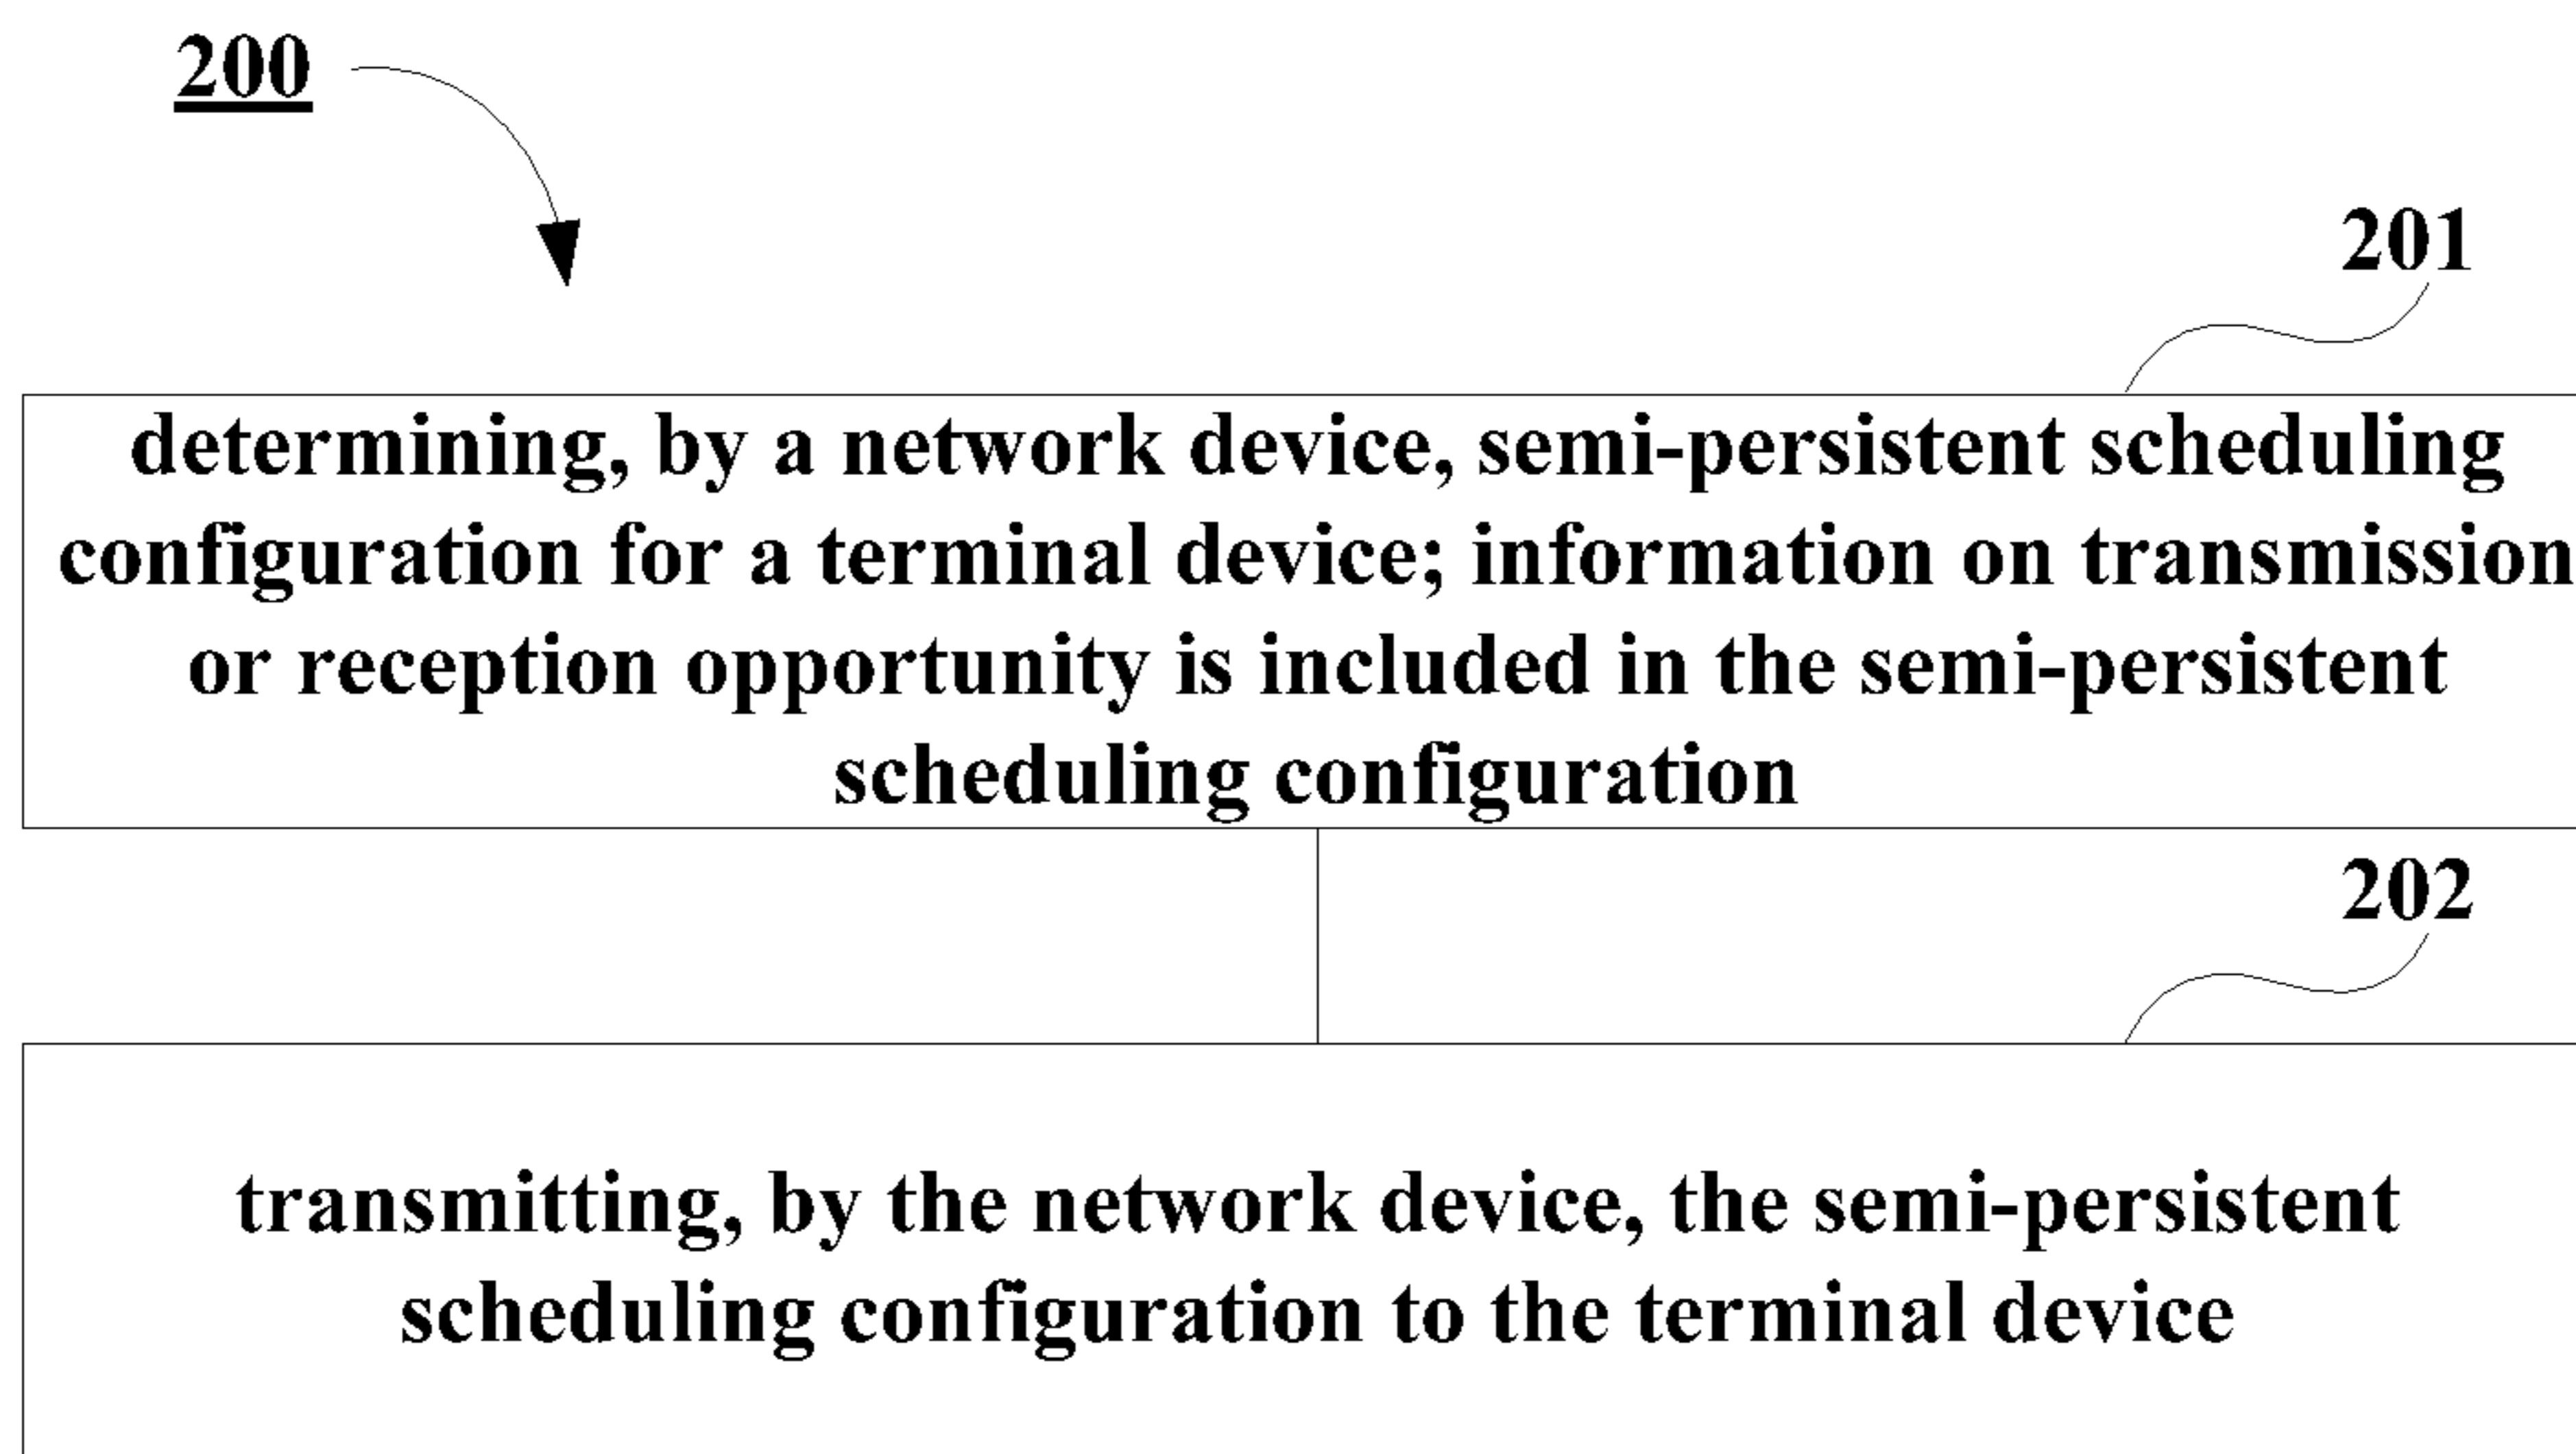 200
201
determining, by a network device, semi-persistent scheduling
configuration for a terminal device; information on transmission
or reception opportunity is included in the semi-persistent
scheduling configuration
202
transmitting, by the network device, the semi-persistent
scheduling configuration to the terminal device